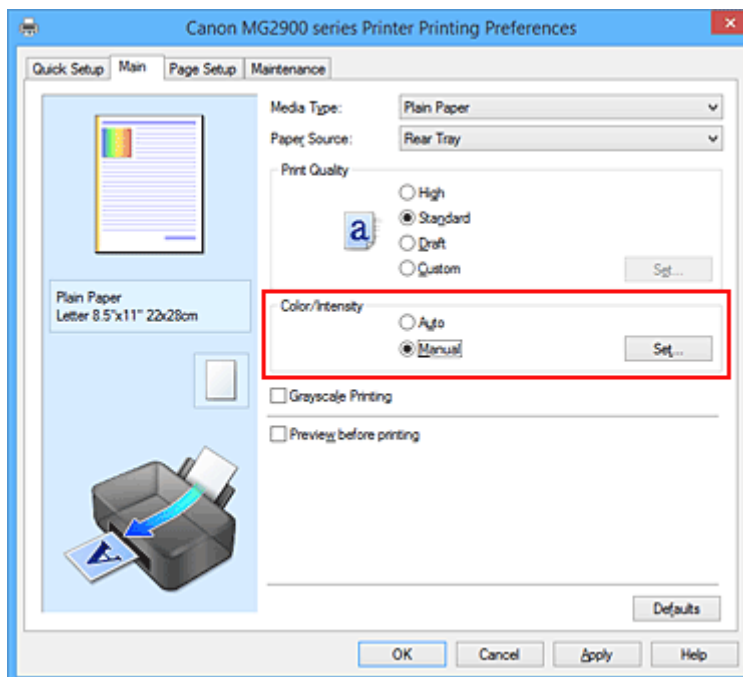 Canon MG2900 series Printer Printing Preferences
Quick Setup Main Page Setup Maintenance
Media Type: Plain Paper
Paper Source: Rear Tray
Print Quality
High
a Standard
Draft
Custom Set...
Plain Paper
Letter 8.5"x11" 22x28cm
Color/Intensity
Auto
Manual Set...
Grayscale Printing
Preview before printing
A
Defaults
OK Cancel Apply Help